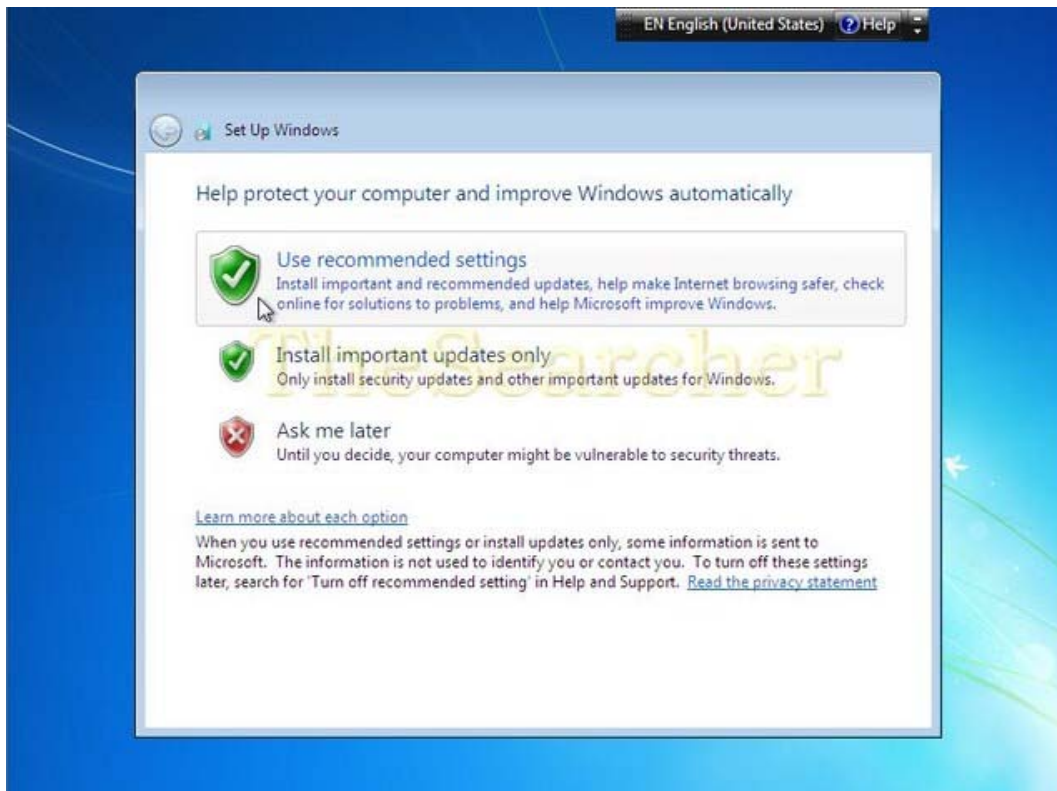 EN English (United States) Help
Set Up Windows
Help protect your computer and improve Windows automatically
Use recommended settings
Install important and recommended updates, help make Internet browsing safer, check
online for solutions to problems, and help Microsoft improve Windows.
TheSearcher
Install important updates only
Only install security updates and other important updates for Windows.
Ask me later
Until you decide, your computer might be vulnerable to security threats.
Learn more about each option
When you use recommended settings or install updates only, some information is sent to
Microsoft. The information is not used to identify you or contact you. To turn off these settings
later, search for 'Turn off recommended setting' in Help and Support. Read the privacy statement